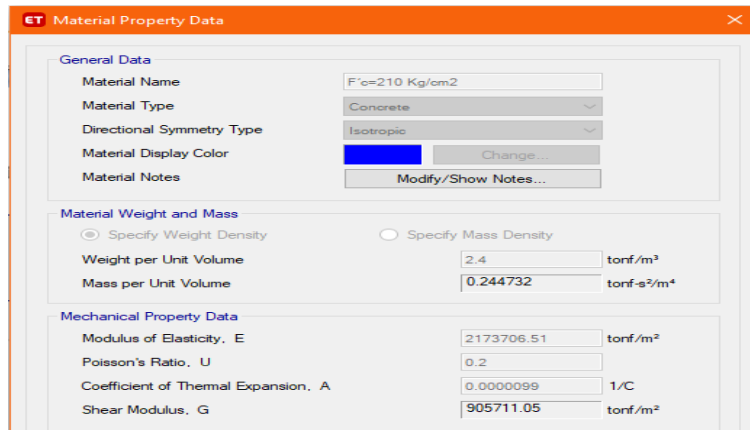 ET Material Property Data
General Data
Material Name F´c=210 Kg/cm2
Material Type Concrete
Directional Symmetry Type Isotropic
Material Display Color Change...
Material Notes Modify/Show Notes...
Material Weight and Mass
Specify Weight Density Specify Mass Density
Weight per Unit Volume 2.4 tonf/m³
Mass per Unit Volume 0.244732 tonf-s²/m⁴
Mechanical Property Data
Modulus of Elasticity, E 2173706.51 tonf/m²
Poisson's Ratio, U 0.2
Coefficient of Thermal Expansion, A 0.0000099 1/C
Shear Modulus, G 905711.05 tonf/m²